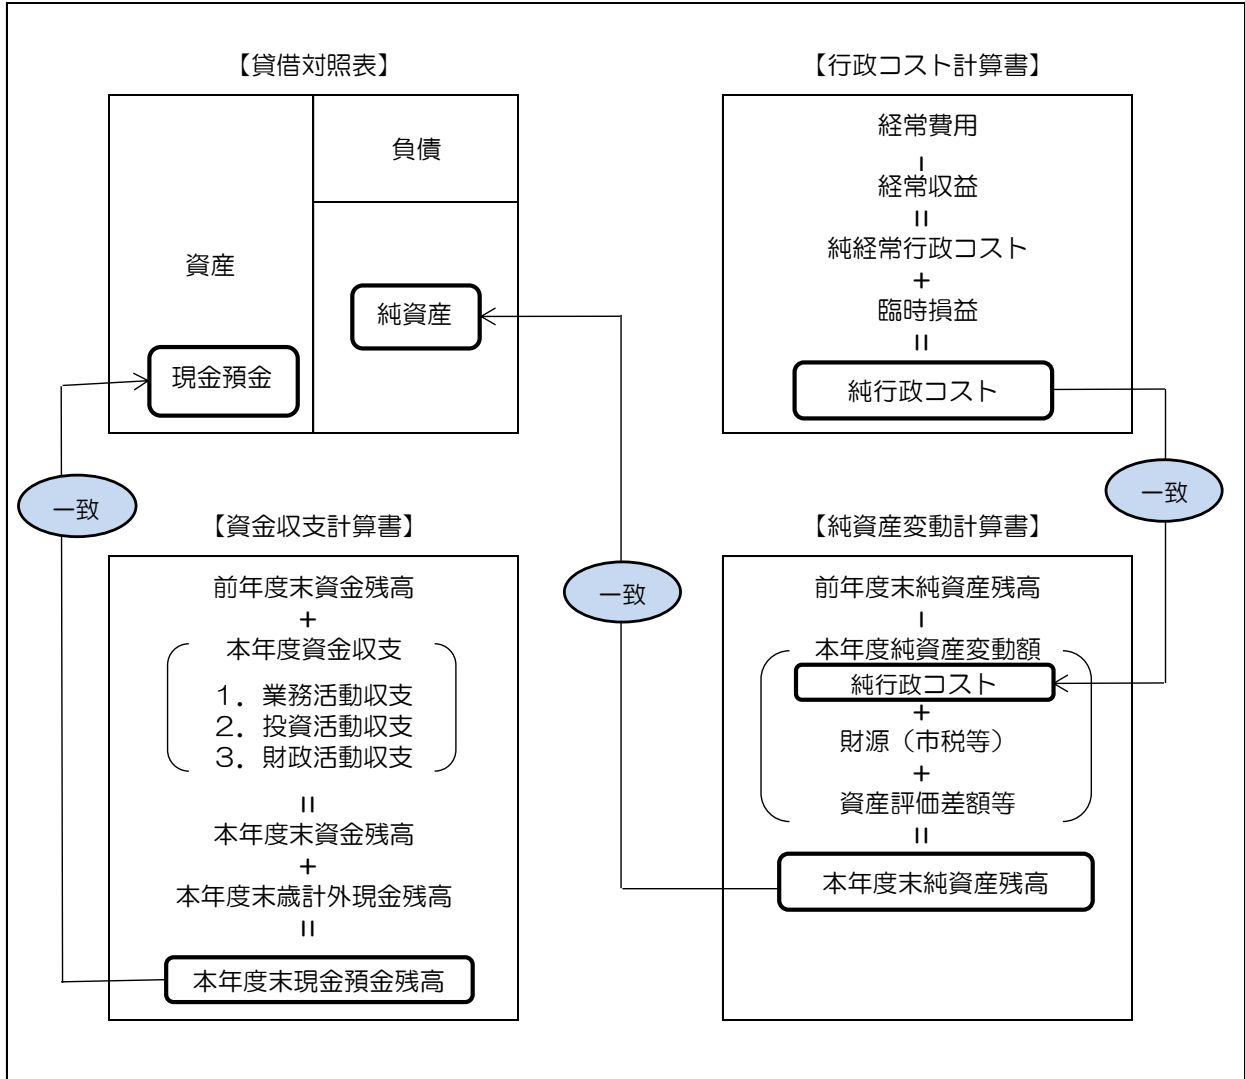 【貸借対照表】
資産
負債
純資産
現金預金
【行政コスト計算書】
経常費用
－
経常収益
＝
純経常行政コスト
＋
臨時損益
＝
純行政コスト
一致
一致
一致
【資金収支計算書】
前年度末資金残高
＋
本年度資金収支
１．業務活動収支
２．投資活動収支
３．財政活動収支
＝
本年度末資金残高
＋
本年度末歳計外現金残高
＝
本年度末現金預金残高
【純資産変動計算書】
前年度末純資産残高
－
本年度純資産変動額
純行政コスト
＋
財源（市税等）
＋
資産評価差額等
＝
本年度末純資産残高